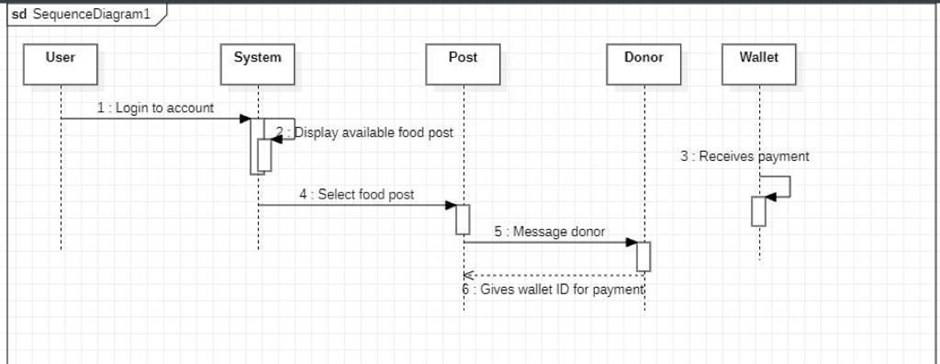 sd SequenceDiagram1
User
System
Post
Donor
Wallet
1 : Login to account
2 : Display available food post
3 : Receives payment
4 : Select food post
5 : Message donor
6 : Gives wallet ID for payment